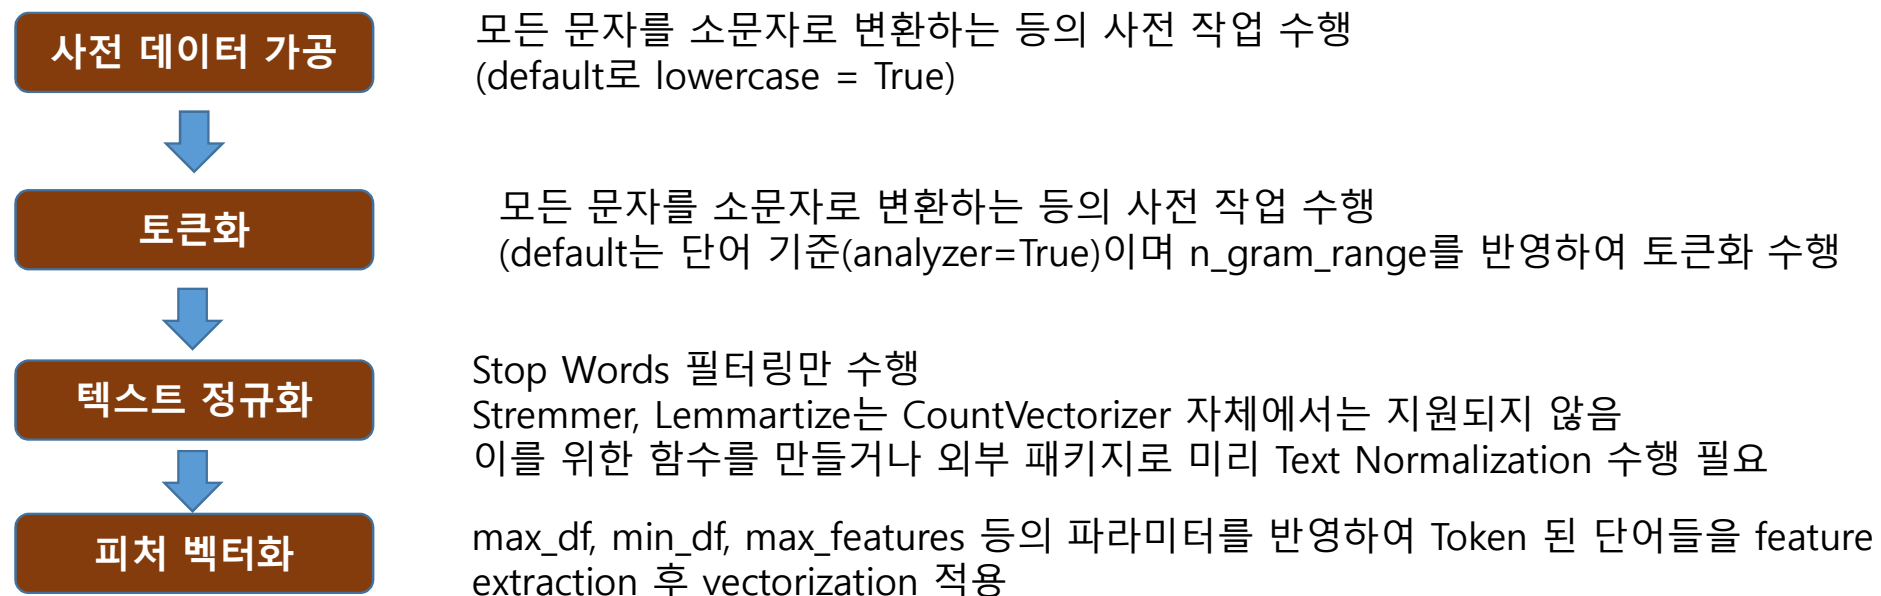 사전 데이터 가공
모든 문자를 소문자로 변환하는 등의 사전 작업 수행
(default로 lowercase = True)
토큰화
모든 문자를 소문자로 변환하는 등의 사전 작업 수행
(default는 단어 기준(analyzer=True)이며 n_gram_range를 반영하여 토큰화 수행
텍스트 정규화
Stop Words 필터링만 수행
Stremmer, Lemmartize는 CountVectorizer 자체에서는 지원되지 않음
이를 위한 함수를 만들거나 외부 패키지로 미리 Text Normalization 수행 필요
피처 벡터화
max_df, min_df, max_features 등의 파라미터를 반영하여 Token 된 단어들을 feature
extraction 후 vectorization 적용